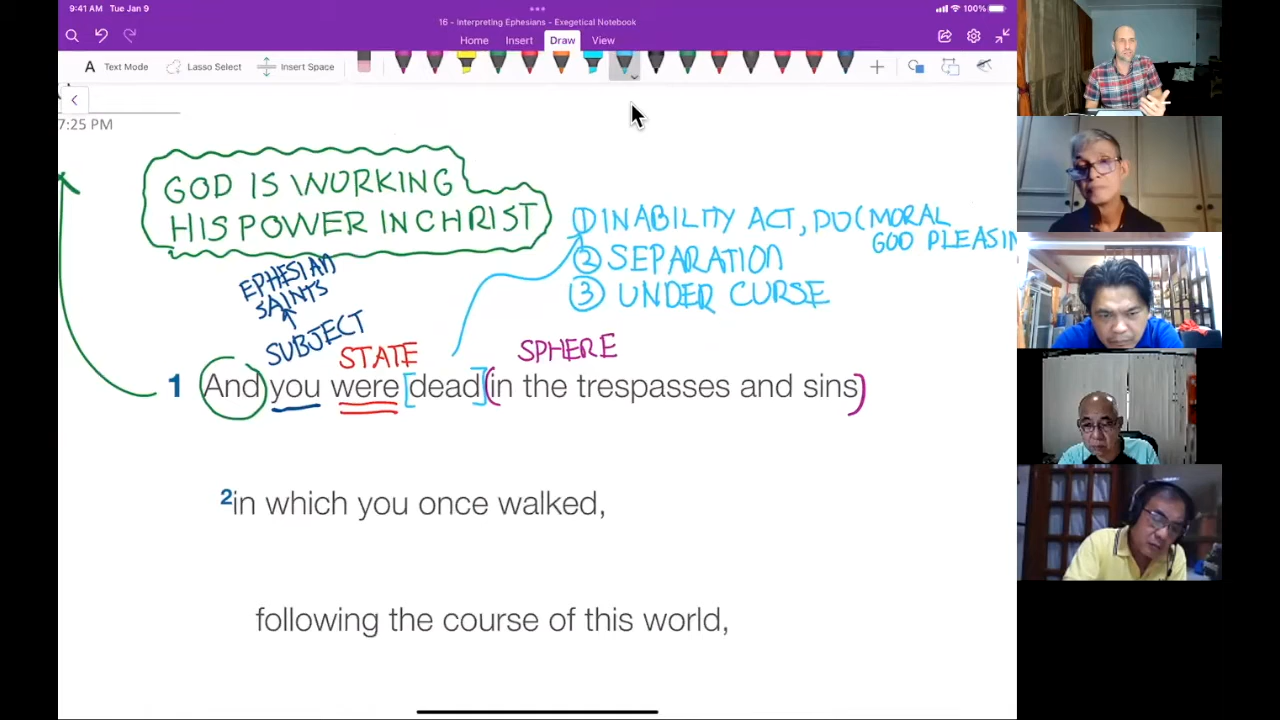 9:41 AM Tue Jan 9
100%
16 - Interpreting Ephesians - Exegetical Notebook
Home Insert Draw View
A Text Mode Lasso Select Insert Space
7:25 PM
GOD IS WORKING
HIS POWER IN CHRIST
① INABILITY ACT, DO (MORAL
GOD PLEASIN
② SEPARATION
③ UNDER CURSE
EPHESIAN
SAINTS
SUBJECT
STATE
SPHERE
1 And you were [dead] (in the trespasses and sins)
2 in which you once walked,
following the course of this world,